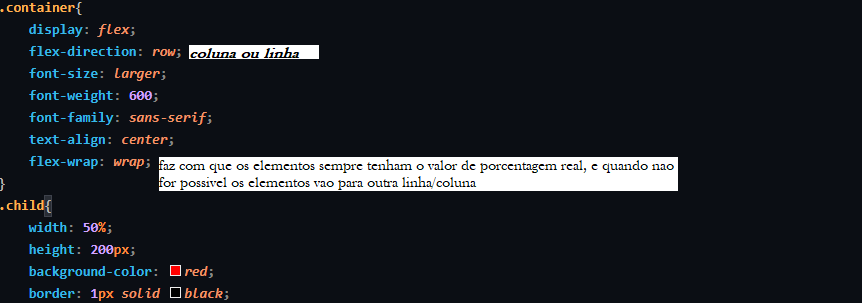 .container{
display: flex;
flex-direction: row; coluna ou linha
font-size: larger;
font-weight: 600;
font-family: sans-serif;
text-align: center;
flex-wrap: wrap; faz com que os elementos sempre tenham o valor de porcentagem real, e quando nao
for possivel os elementos vao para outra linha/coluna
}
.child{
width: 50%;
height: 200px;
background-color: red;
border: 1px solid black;